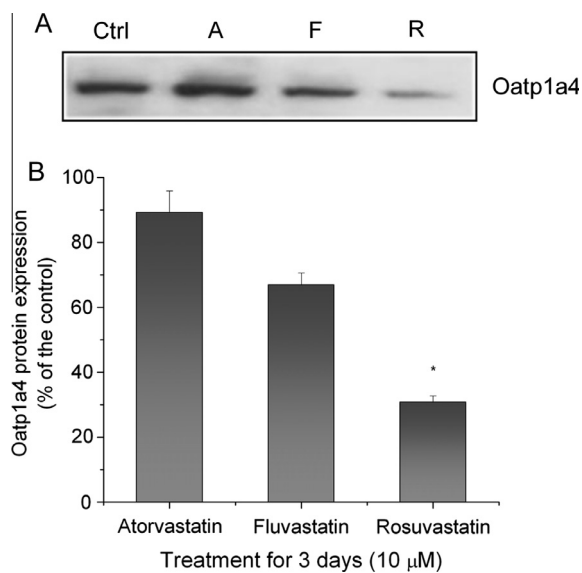 A
Ctrl A F R
Oatp1a4
B
Oatp1a4 protein expression
(% of the control)
100
80
60
40
20
0
*
Atorvastatin Fluvastatin Rosuvastatin
Treatment for 3 days (10 μM)